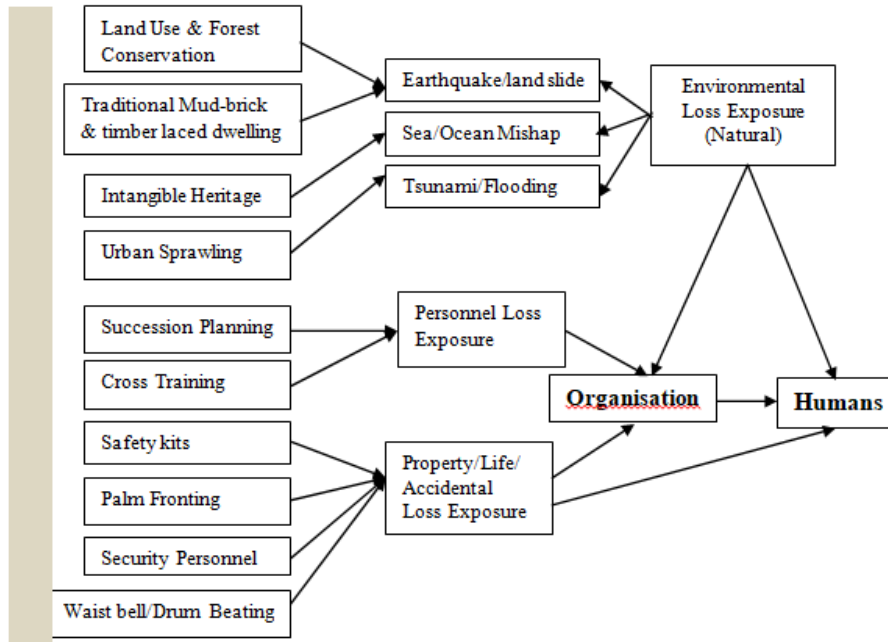 Land Use & Forest
Conservation
Traditional Mud-brick
& timber laced dwelling
Intangible Heritage
Urban Sprawling
Earthquake/land slide
Sea/Ocean Mishap
Tsunami/Flooding
Environmental
Loss Exposure
(Natural)
Succession Planning
Cross Training
Personnel Loss
Exposure
Organisation
Humans
Safety kits
Palm Fronting
Security Personnel
Waist bell/Drum Beating
Property/Life/
Accidental
Loss Exposure